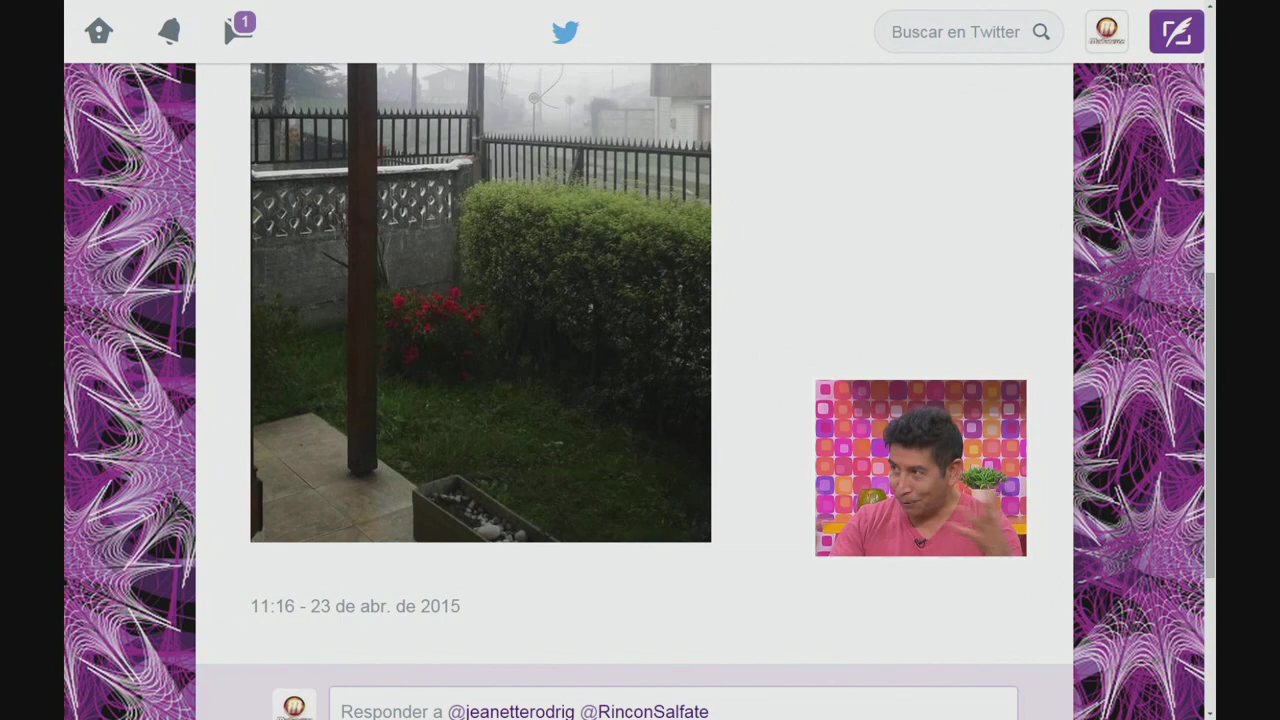 1
Buscar en Twitter
11:16 - 23 de abr. de 2015
Responder a @jeanetterodrig @RinconSalfate